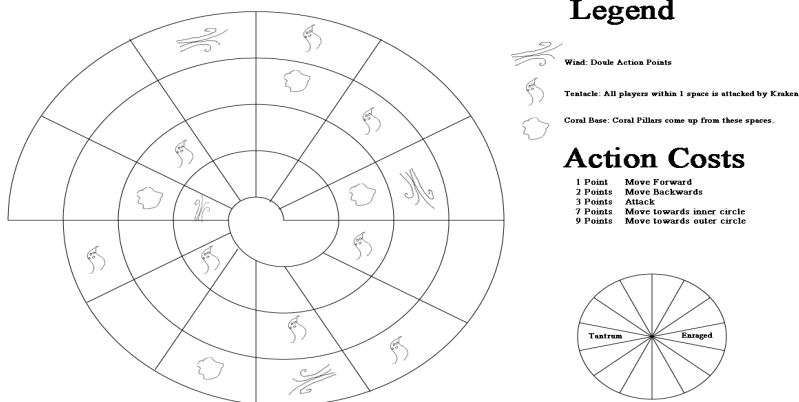 Legend
Wind: Doule Action Points
Tentacle: All players within 1 space is attacked by Kraken
Coral Base: Coral Pillars come up from these spaces.
Action Costs
1 Point Move Forward
2 Points Move Backwards
3 Points Attack
7 Points Move towards inner circle
9 Points Move towards outer circle
Tantrum Enraged